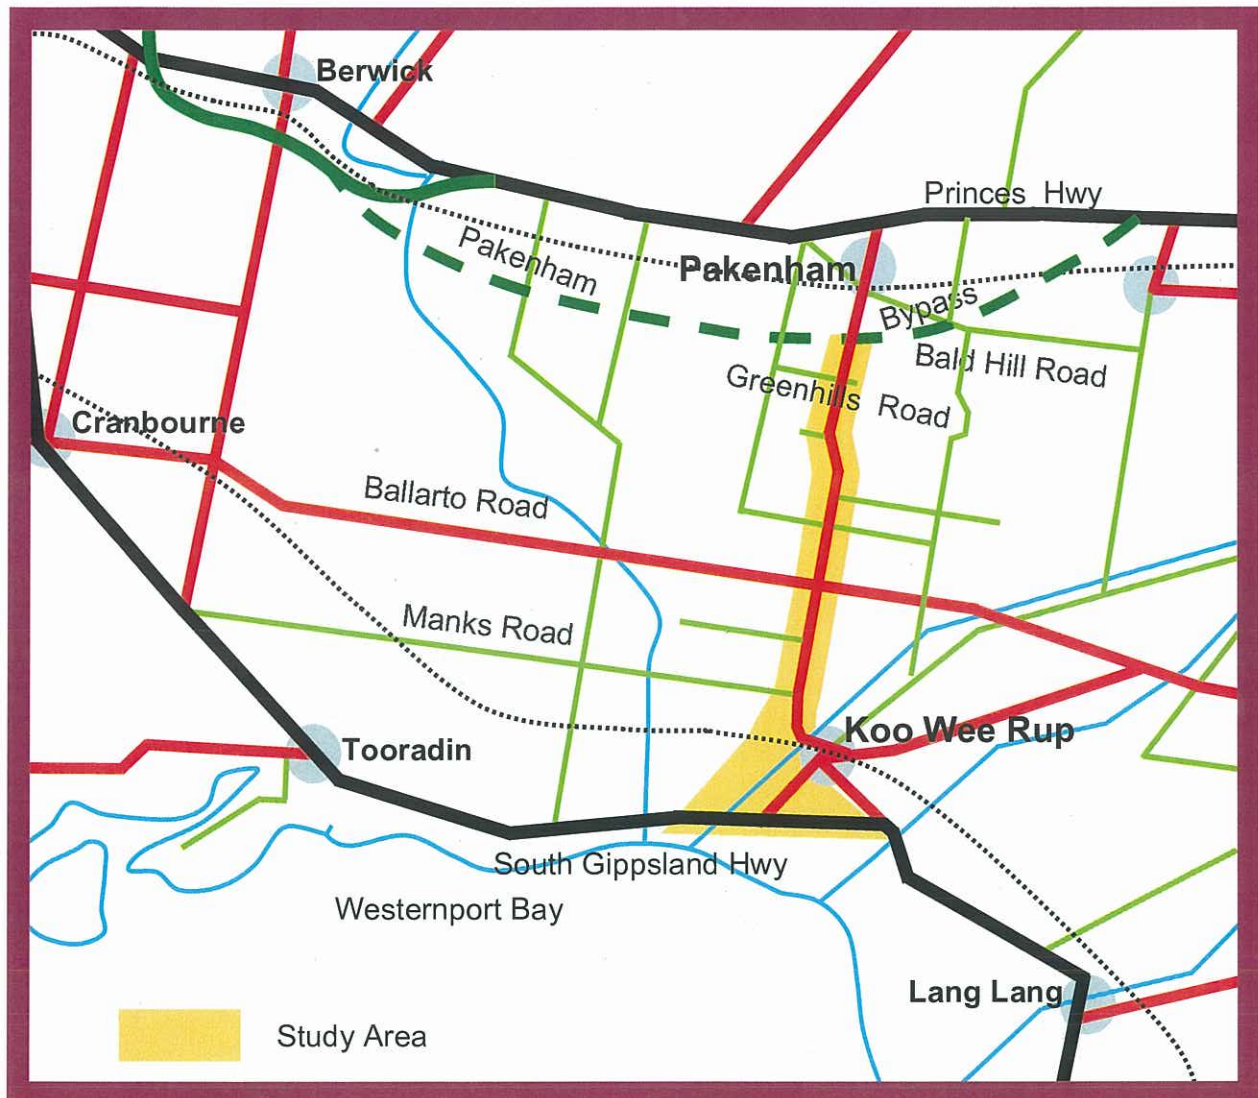 Berwick
Princes Hwy
Pakenham
Pakenham
Bypass
Bald Hill Road
Greenhills Road
Cranbourne
Ballarto Road
Manks Road
Koo Wee Rup
Tooradin
South Gippsland Hwy
Westernport Bay
Lang Lang
Study Area